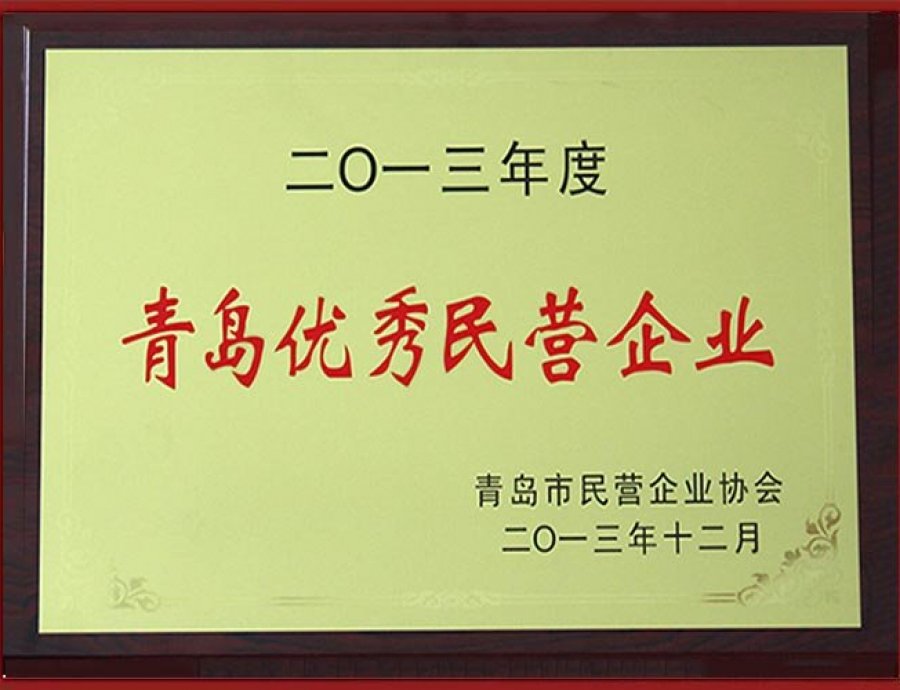 二〇一三年度
青岛优秀民营企业
青岛市民营企业协会
二〇一三年十二月